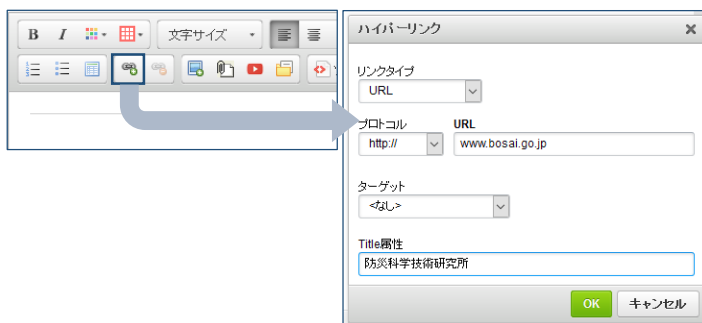 B I 文字サイズ
ハイパーリンク
リンクタイプ
URL
プロトコル URL
http:// www.bosai.go.jp
ターゲット
<なし>
Title属性
防災科学技術研究所
OK キャンセル